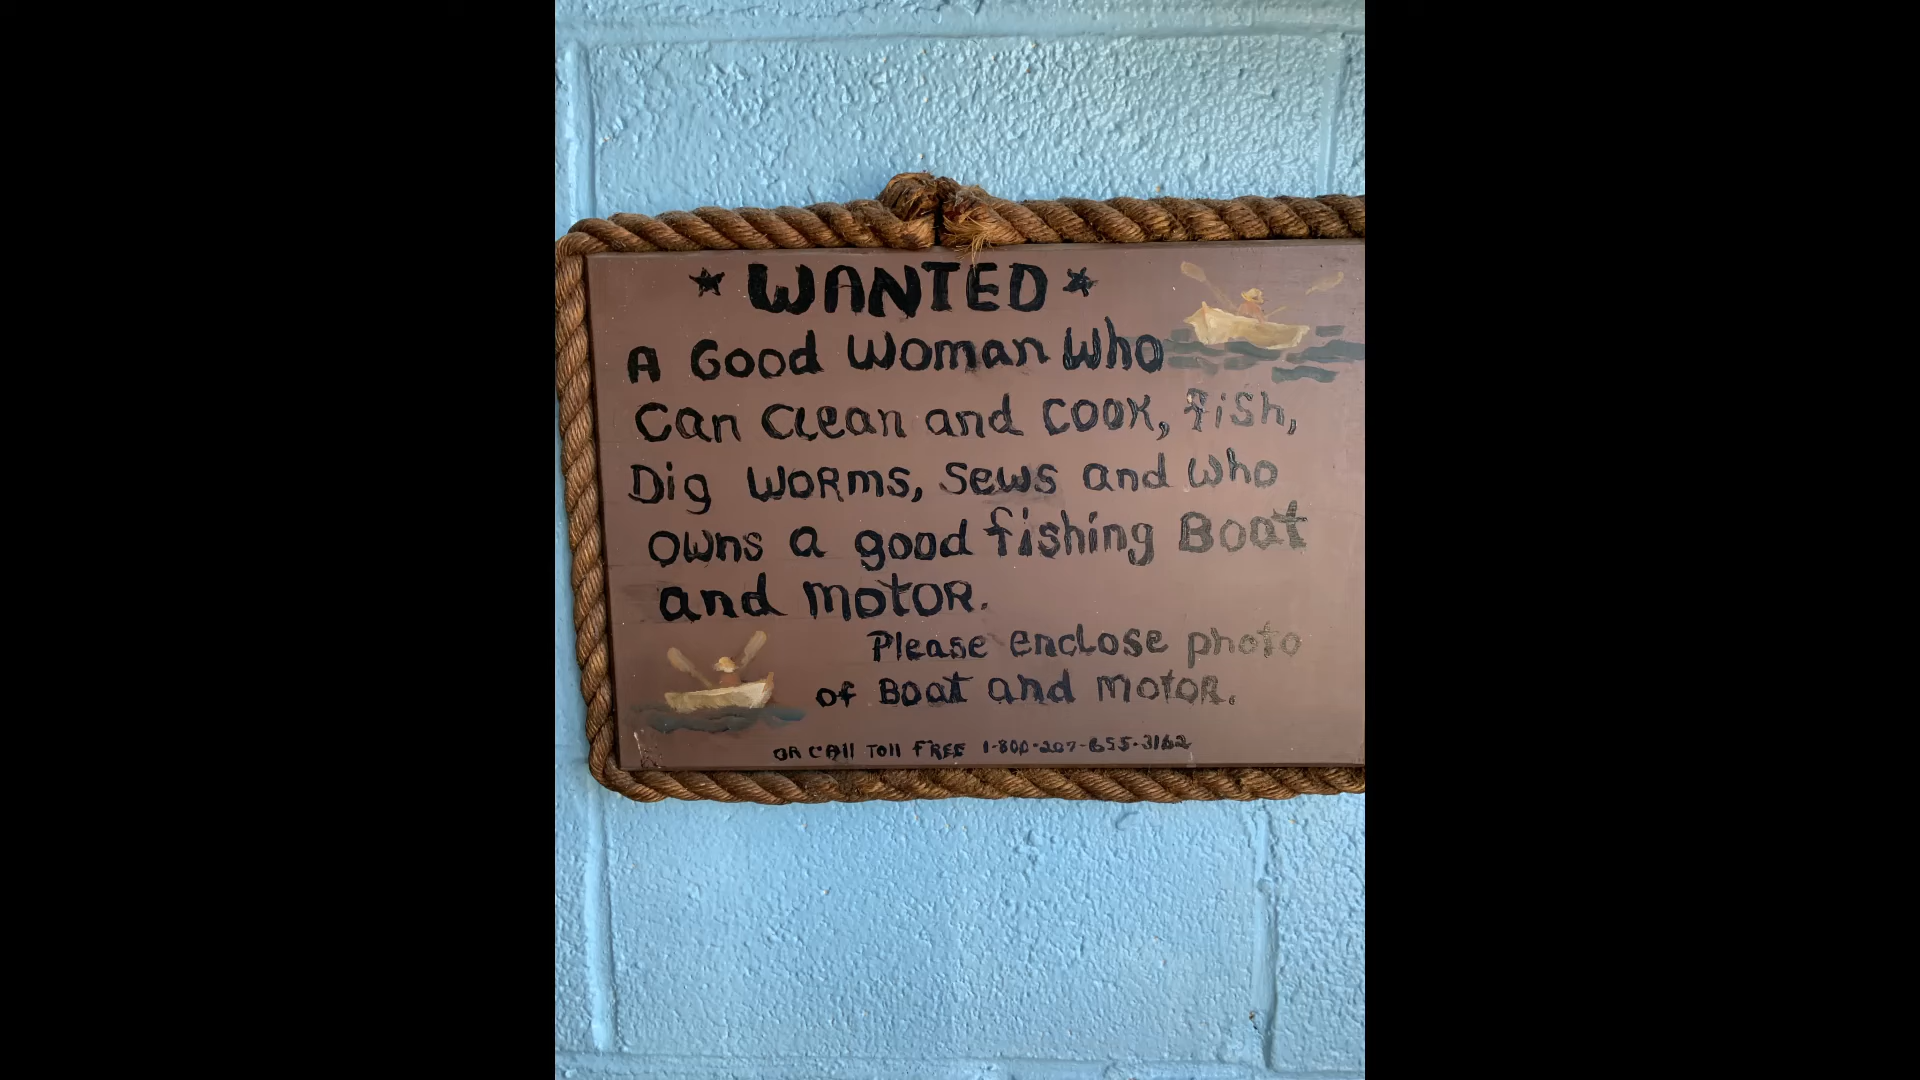 * WANTED *
A Good Woman Who
Can Clean and COOK, fish,
Dig WORMS, Sews and who
owns a good fishing Boat
and motoR.
Please encLose photo
of Boat and motoR.
OR CAll Toll FREE 1-800-207-655-3162